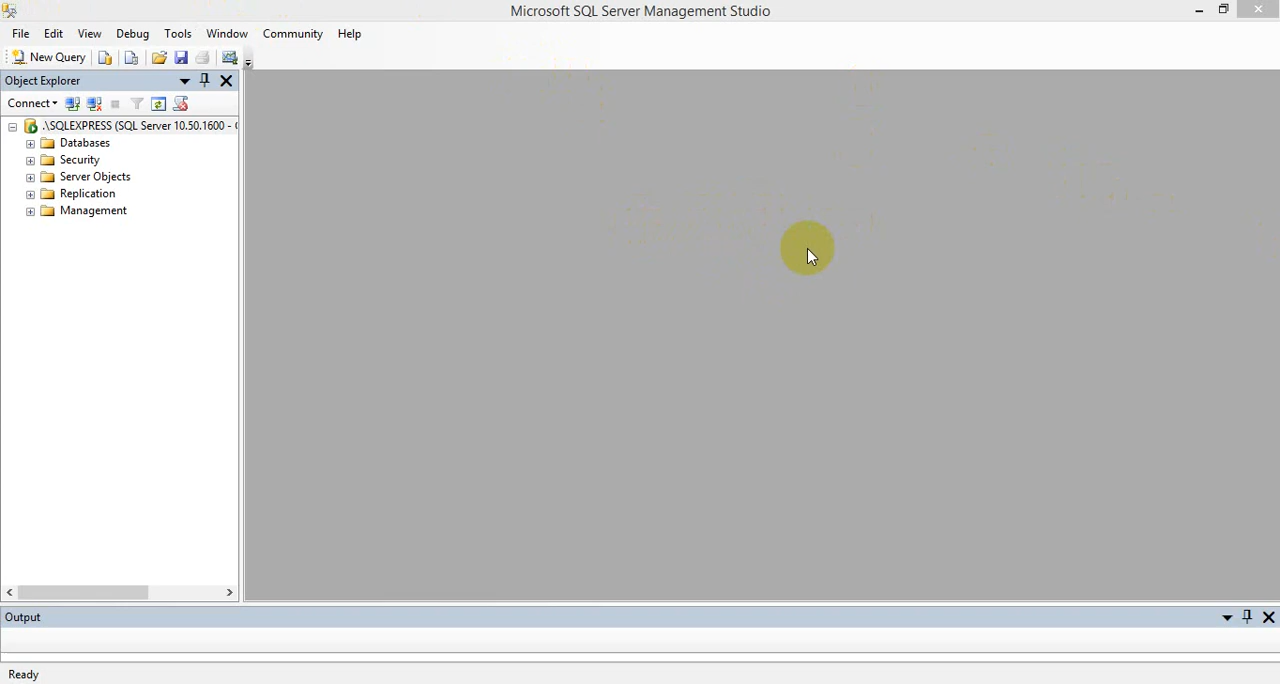 Microsoft SQL Server Management Studio
File Edit View Debug Tools Window Community Help
New Query
Object Explorer
Connect
.\SQLEXPRESS (SQL Server 10.50.1600 - (
Databases
Security
Server Objects
Replication
Management
Output
Ready